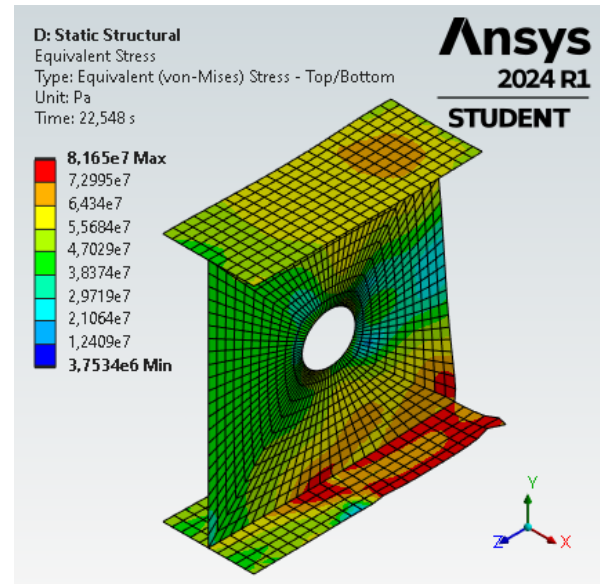 D: Static Structural
Equivalent Stress
Type: Equivalent (von-Mises) Stress - Top/Bottom
Unit: Pa
Time: 22,548 s
Ansys
2024 R1
STUDENT
8,165e7 Max
7,2995e7
6,434e7
5,5684e7
4,7029e7
3,8374e7
2,9719e7
2,1064e7
1,2409e7
3,7534e6 Min
Y
Z
X